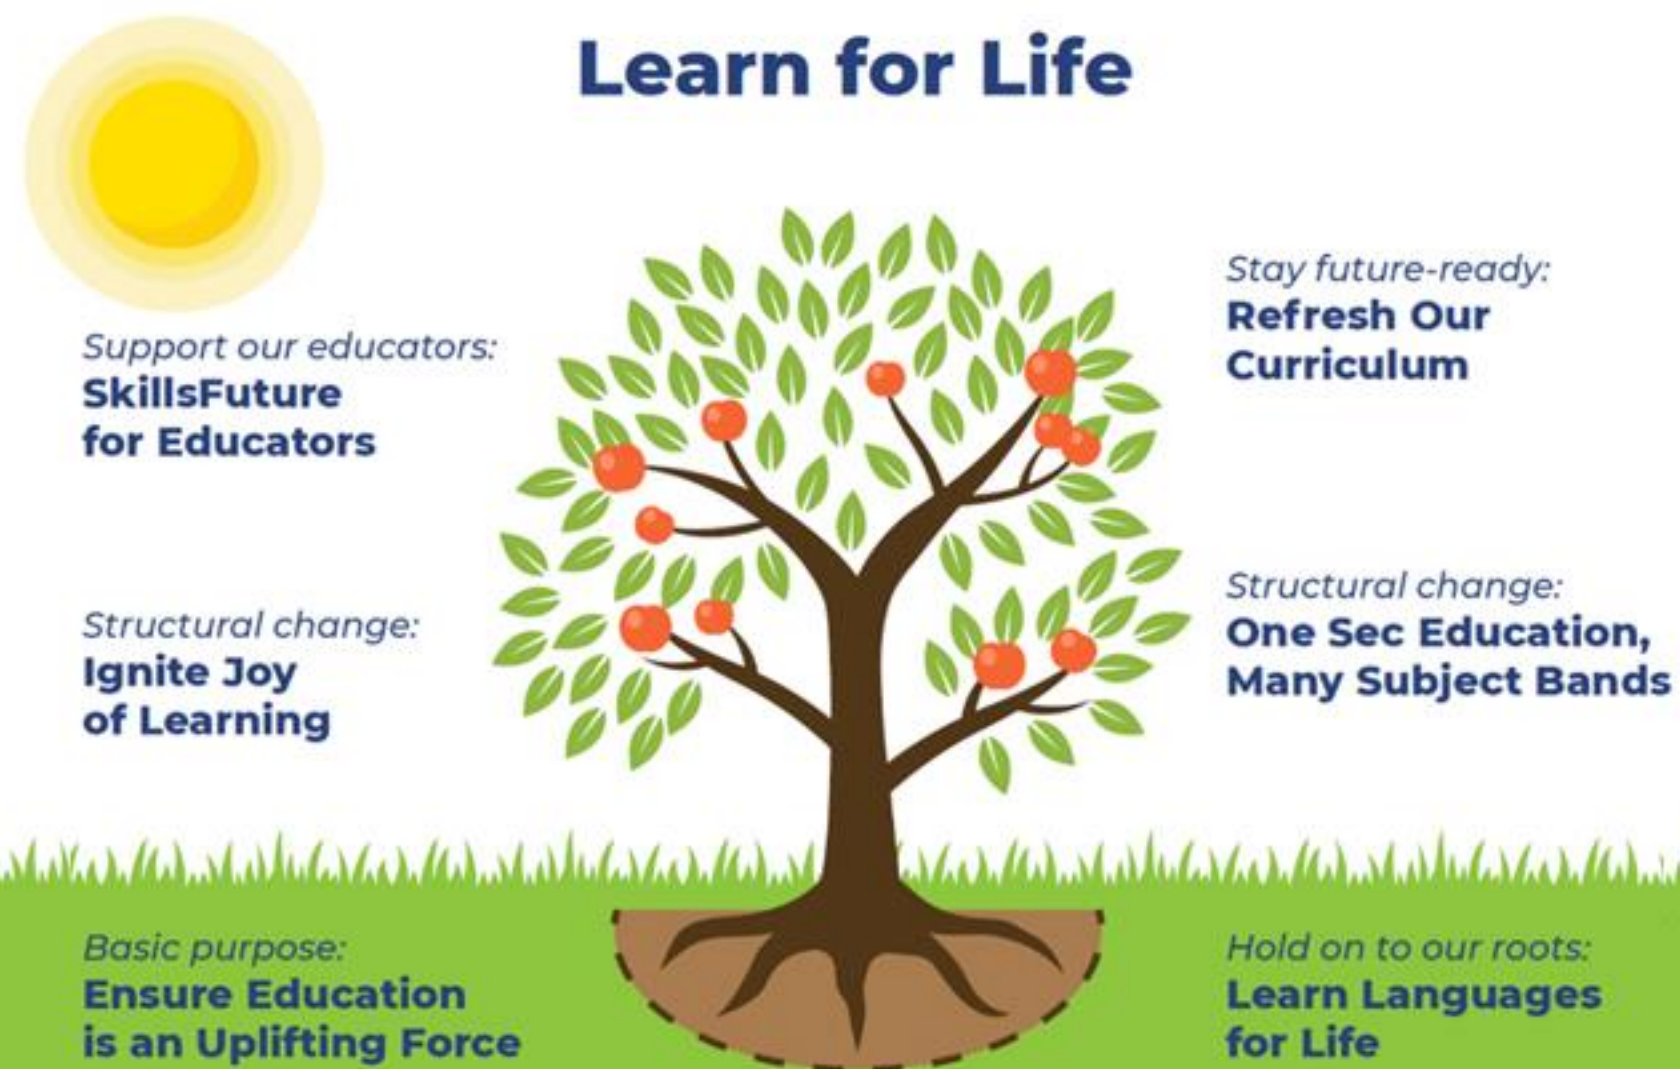 Learn for Life
Support our educators:
SkillsFuture
for Educators
Structural change:
Ignite Joy
of Learning
Basic purpose:
Ensure Education
is an Uplifting Force
Stay future-ready:
Refresh Our
Curriculum
Structural change:
One Sec Education,
Many Subject Bands
Hold on to our roots:
Learn Languages
for Life